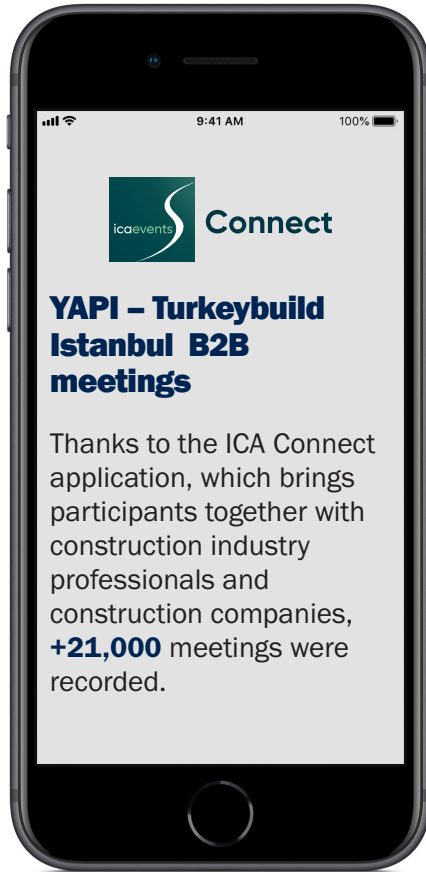 9:41 AM
100%
icaevents
Connect
YAPI – Turkeybuild
Istanbul B2B
meetings
Thanks to the ICA Connect
application, which brings
participants together with
construction industry
professionals and
construction companies,
+21,000 meetings were
recorded.